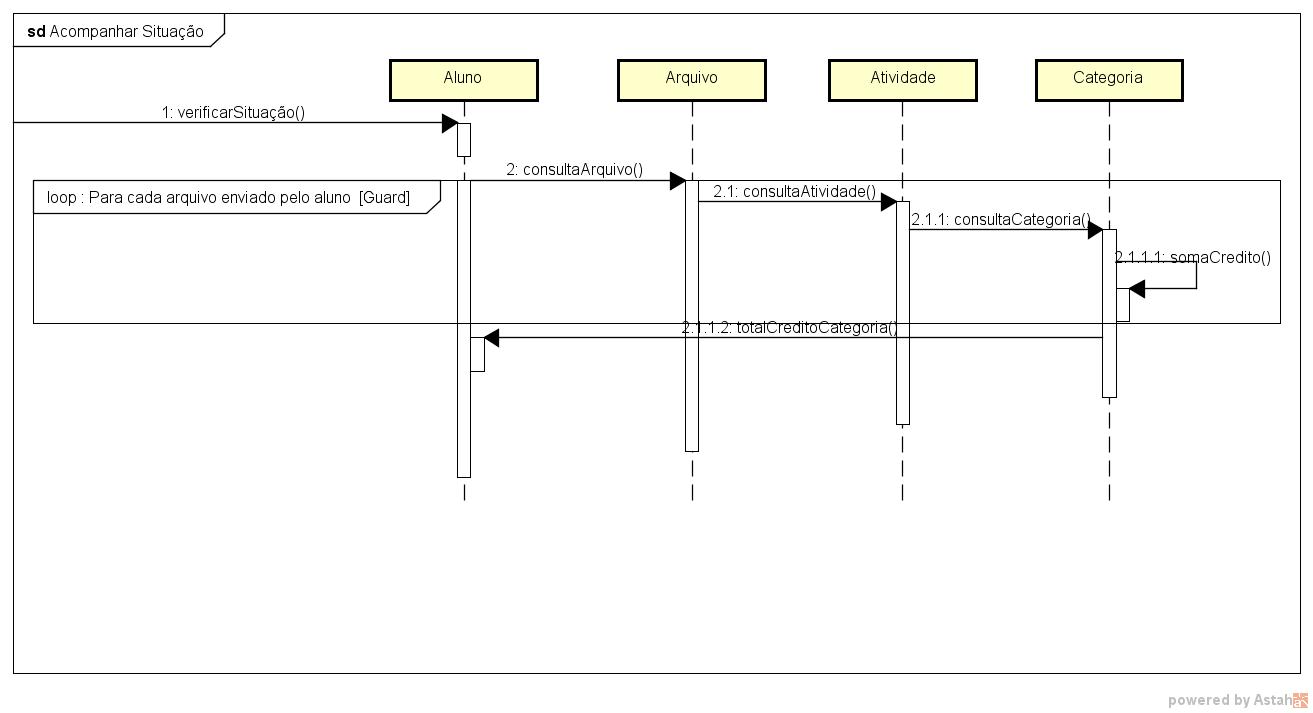 sd Acompanhar Situação
Aluno
Arquivo
Atividade
Categoria
1: verificarSituação()
2: consultaArquivo()
loop : Para cada arquivo enviado pelo aluno [Guard]
2.1: consultaAtividade()
2.1.1: consultaCategoria()
2.1.1.1: somaCredito()
2.1.1.2: totalCreditoCategoria()
powered by Astah